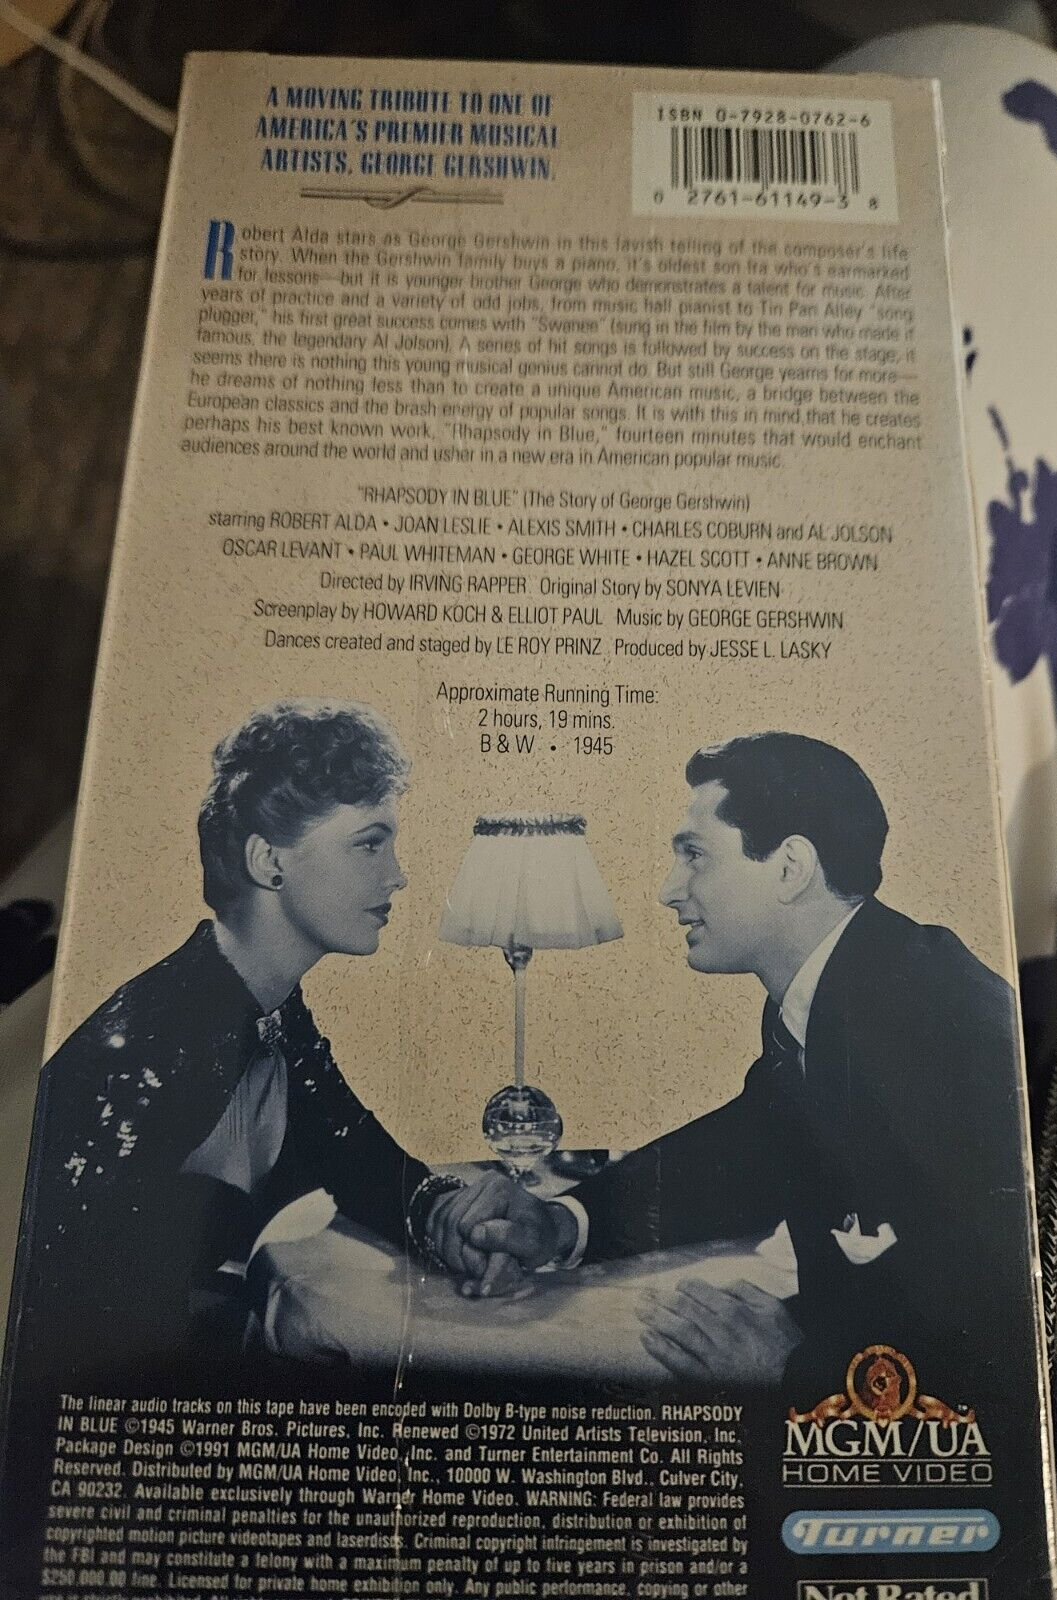 A MOVING TRIBUTE TO ONE OF
AMERICA'S PREMIER MUSICAL
ARTISTS, GEORGE GERSHWIN.
ISBN 0-7928-0762-6
0 2761-61149-3 8
Robert Alda stars as George Gershwin in this lavish telling of the composer's life
story. When the Gershwin family buys a piano, it's oldest son Ira who's earmarked
for lessons—but it is younger brother George who demonstrates a talent for music. After
years of practice and a variety of odd jobs, from music hall pianist to Tin Pan Alley "song
plugger," his first great success comes with "Swanee" (sung in the film by the man who made it
famous, the legendary Al Jolson). A series of hit songs is followed by success on the stage; it
seems there is nothing this young musical genius cannot do. But still George yearns for more—
he dreams of nothing less than to create a unique American music, a bridge between the
European classics and the brash energy of popular songs. It is with this in mind that he creates
perhaps his best known work, "Rhapsody in Blue," fourteen minutes that would enchant
audiences around the world and usher in a new era in American popular music.
"RHAPSODY IN BLUE" (The Story of George Gershwin)
starring ROBERT ALDA • JOAN LESLIE • ALEXIS SMITH • CHARLES COBURN and AL JOLSON
OSCAR LEVANT • PAUL WHITEMAN • GEORGE WHITE • HAZEL SCOTT • ANNE BROWN
Directed by IRVING RAPPER Original Story by SONYA LEVIEN
Screenplay by HOWARD KOCH & ELLIOT PAUL Music by GEORGE GERSHWIN
Dances created and staged by LE ROY PRINZ Produced by JESSE L. LASKY
Approximate Running Time:
2 hours, 19 mins.
B & W • 1945
The linear audio tracks on this tape have been encoded with Dolby B-type noise reduction. RHAPSODY
IN BLUE ©1945 Warner Bros. Pictures, Inc. Renewed ©1972 United Artists Television, Inc.
Package Design ©1991 MGM/UA Home Video, Inc. and Turner Entertainment Co. All Rights
Reserved. Distributed by MGM/UA Home Video, Inc., 10000 W. Washington Blvd., Culver City,
CA 90232. Available exclusively through Warner Home Video. WARNING: Federal law provides
severe civil and criminal penalties for the unauthorized reproduction, distribution or exhibition of
copyrighted motion picture videotapes and laserdiscs. Criminal copyright infringement is investigated by
the FBI and may constitute a felony with a maximum penalty of up to five years in prison and/or a
$250,000.00 fine. Licensed for private home exhibition only. Any public performance, copying or other
MGM/UA
HOME VIDEO
Turner
Not Rated